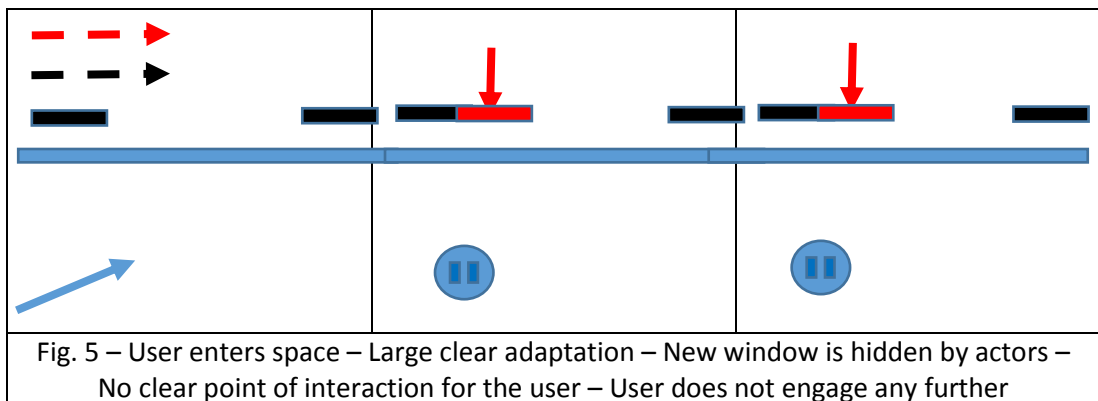 Fig. 5 – User enters space – Large clear adaptation – New window is hidden by actors –
No clear point of interaction for the user – User does not engage any further